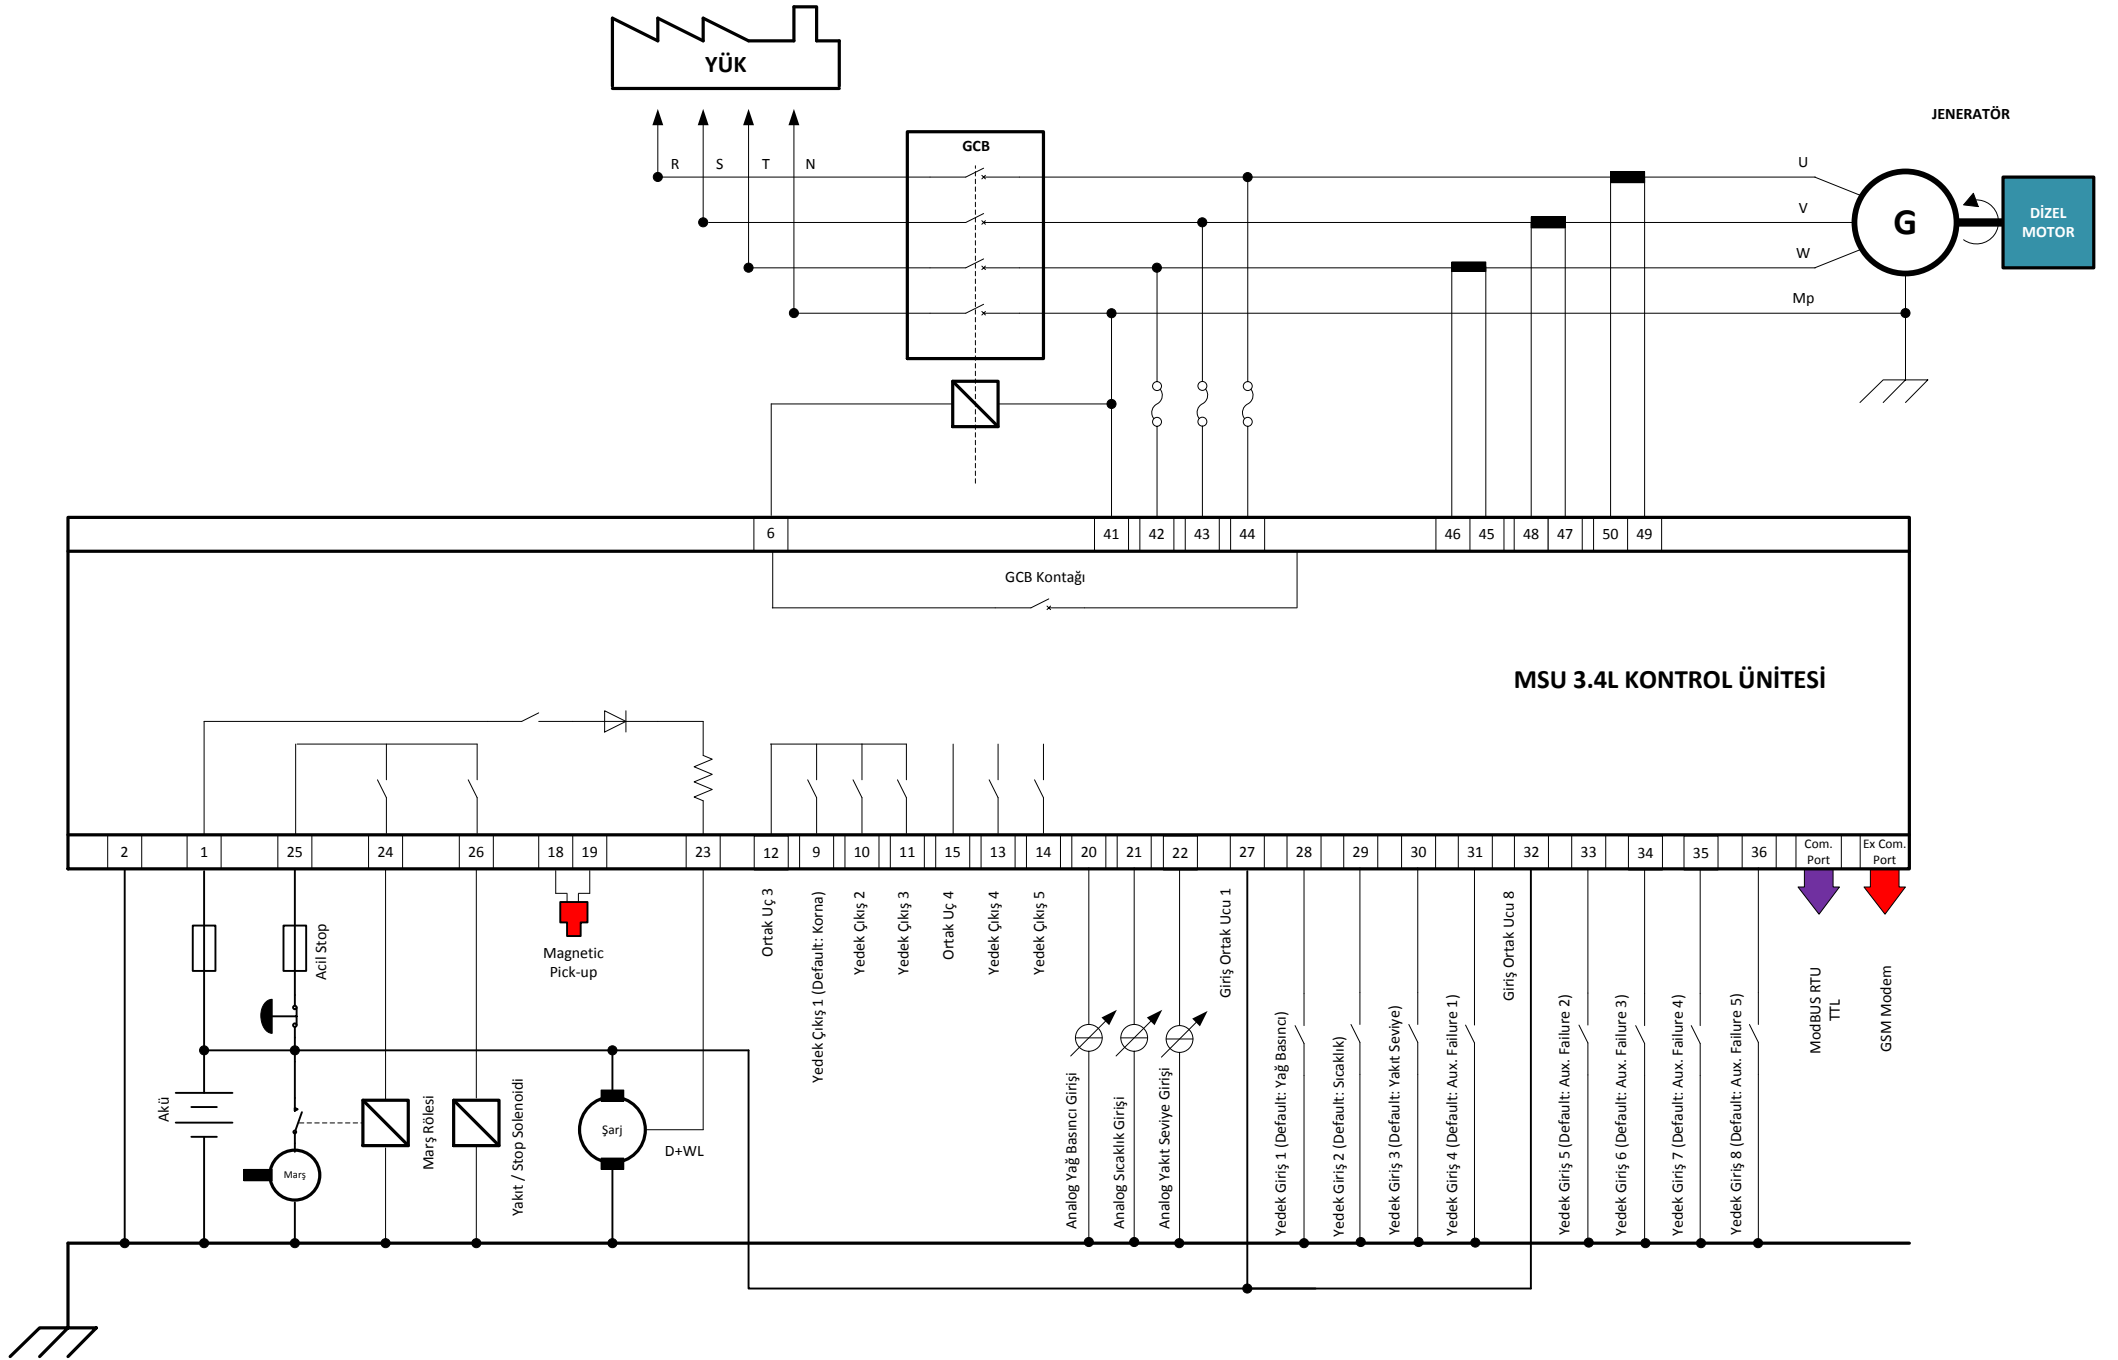 YÜK
JENERATÖR
GCB
R
S
T
N
U
V
W
Mp
G
DİZEL
MOTOR
6
41
42
43
44
46
45
48
47
50
49
GCB Kontağı
MSU 3.4L KONTROL ÜNİTESİ
2
1
25
24
26
18
19
23
12
9
10
11
15
13
14
20
21
22
27
28
29
30
31
32
33
34
35
36
Com.
Port
Ex Com.
Port
Acil Stop
Magnetic
Pick-up
Ortak Uç 3
Yedek Çıkış 1 (Default: Korna)
Yedek Çıkış 2
Yedek Çıkış 3
Ortak Uç 4
Yedek Çıkış 4
Yedek Çıkış 5
Analog Yağ Basıncı Girişi
Analog Sıcaklık Girişi
Analog Yakıt Seviye Girişi
Giriş Ortak Ucu 1
Yedek Giriş 1 (Default: Yağ Basıncı)
Yedek Giriş 2 (Default: Sıcaklık)
Yedek Giriş 3 (Default: Yakıt Seviye)
Yedek Giriş 4 (Default: Aux. Failure 1)
Giriş Ortak Ucu 8
Yedek Giriş 5 (Default: Aux. Failure 2)
Yedek Giriş 6 (Default: Aux. Failure 3)
Yedek Giriş 7 (Default: Aux. Failure 4)
Yedek Giriş 8 (Default: Aux. Failure 5)
ModBUS RTU
TTL
GSM Modem
Akü
Marş
Marş Rölesi
Yakıt / Stop Solenoidi
Şarj
D+WL